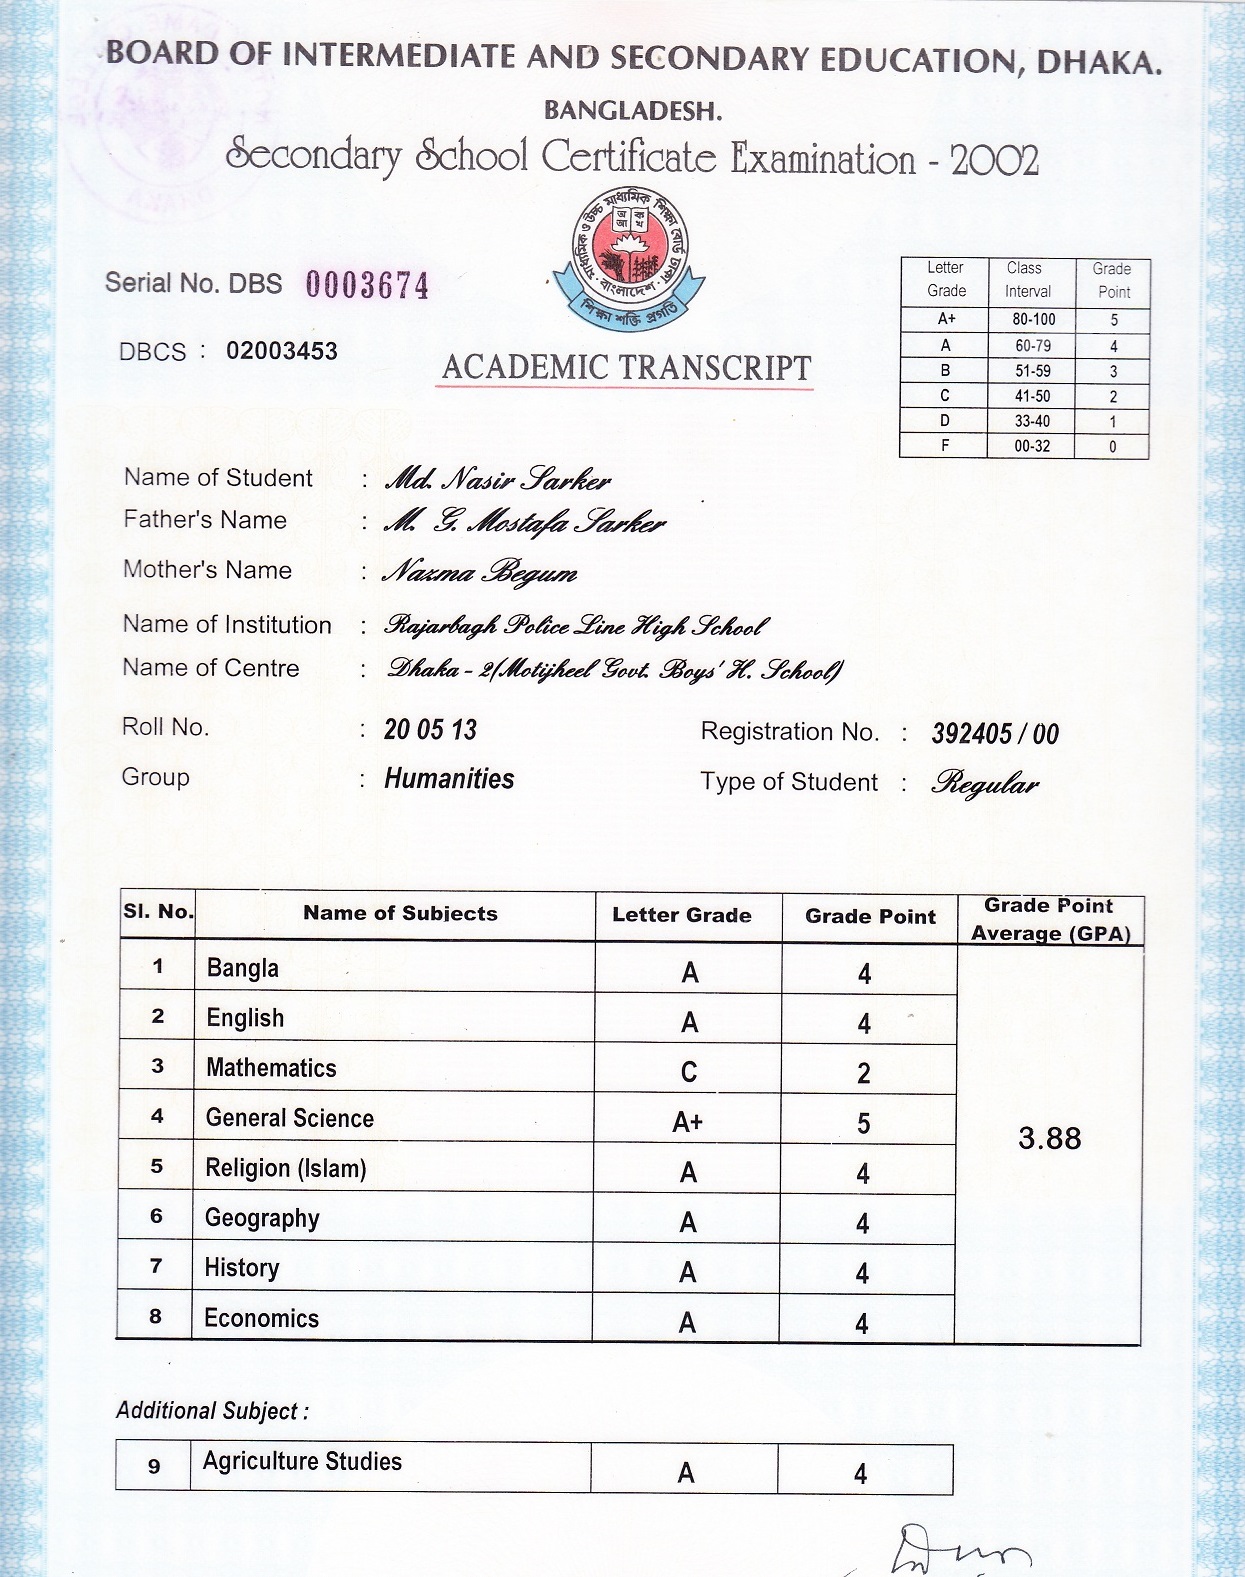 BOARD OF INTERMEDIATE AND SECONDARY EDUCATION, DHAKA.
BANGLADESH.
Secondary School Certificate Examination - 2002
মাধ্যমিক ও উচ্চ মাধ্যমিক শিক্ষা বোর্ড ঢাকা
অ ক
আ খ
বাংলাদেশ
শিক্ষা শক্তি প্রগতি
Serial No. DBS 0003674
DBCS : 02003453
ACADEMIC TRANSCRIPT
Letter Grade Class Interval Grade Point
A+ 80-100 5
A 60-79 4
B 51-59 3
C 41-50 2
D 33-40 1
F 00-32 0
Name of Student : Md. Nasir Sarker
Father's Name : M. G. Mostafa Sarker
Mother's Name : Nazma Begum
Name of Institution : Rajarbagh Police Line High School
Name of Centre : Dhaka - 2(Motijheel Govt. Boys' H. School)
Roll No. : 20 05 13 Registration No. : 392405 / 00
Group : Humanities Type of Student : Regular
Sl. No. Name of Subjects Letter Grade Grade Point Grade Point Average (GPA)
1 Bangla A 4
2 English A 4
3 Mathematics C 2
4 General Science A+ 5
3.88
5 Religion (Islam) A 4
6 Geography A 4
7 History A 4
8 Economics A 4
Additional Subject :
9 Agriculture Studies A 4